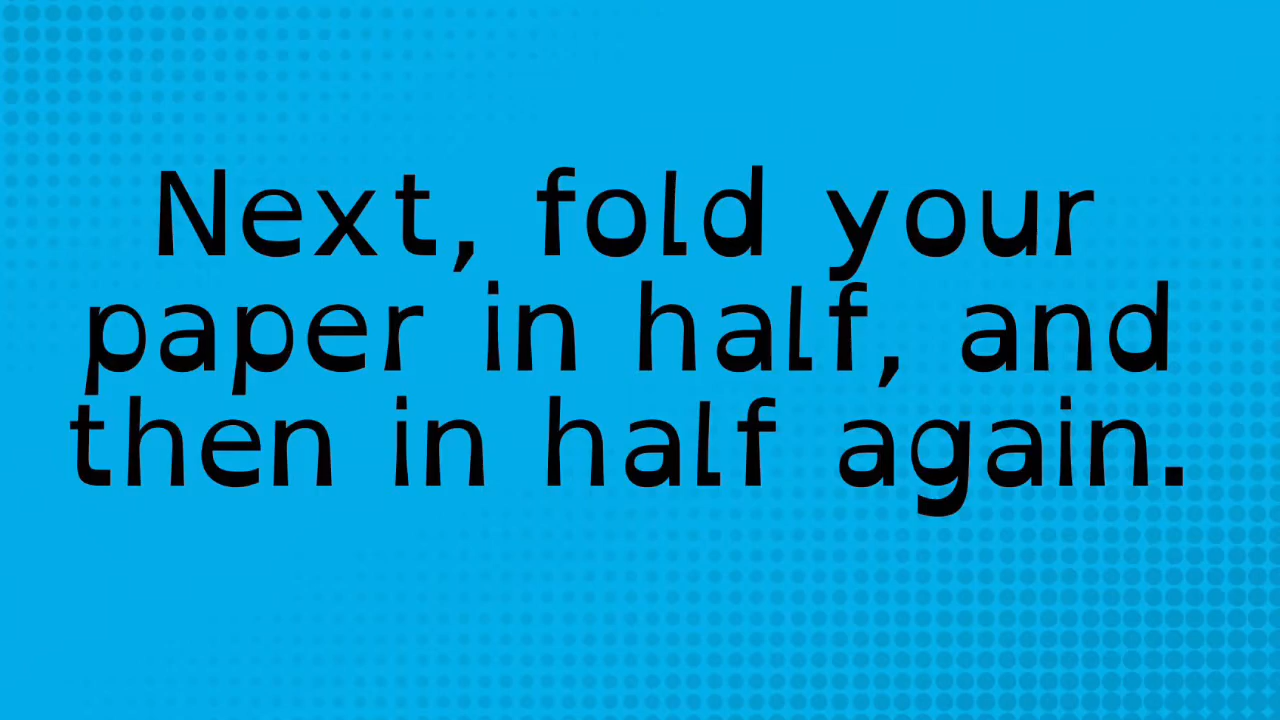 Next, fold your
paper in half, and
then in half again.